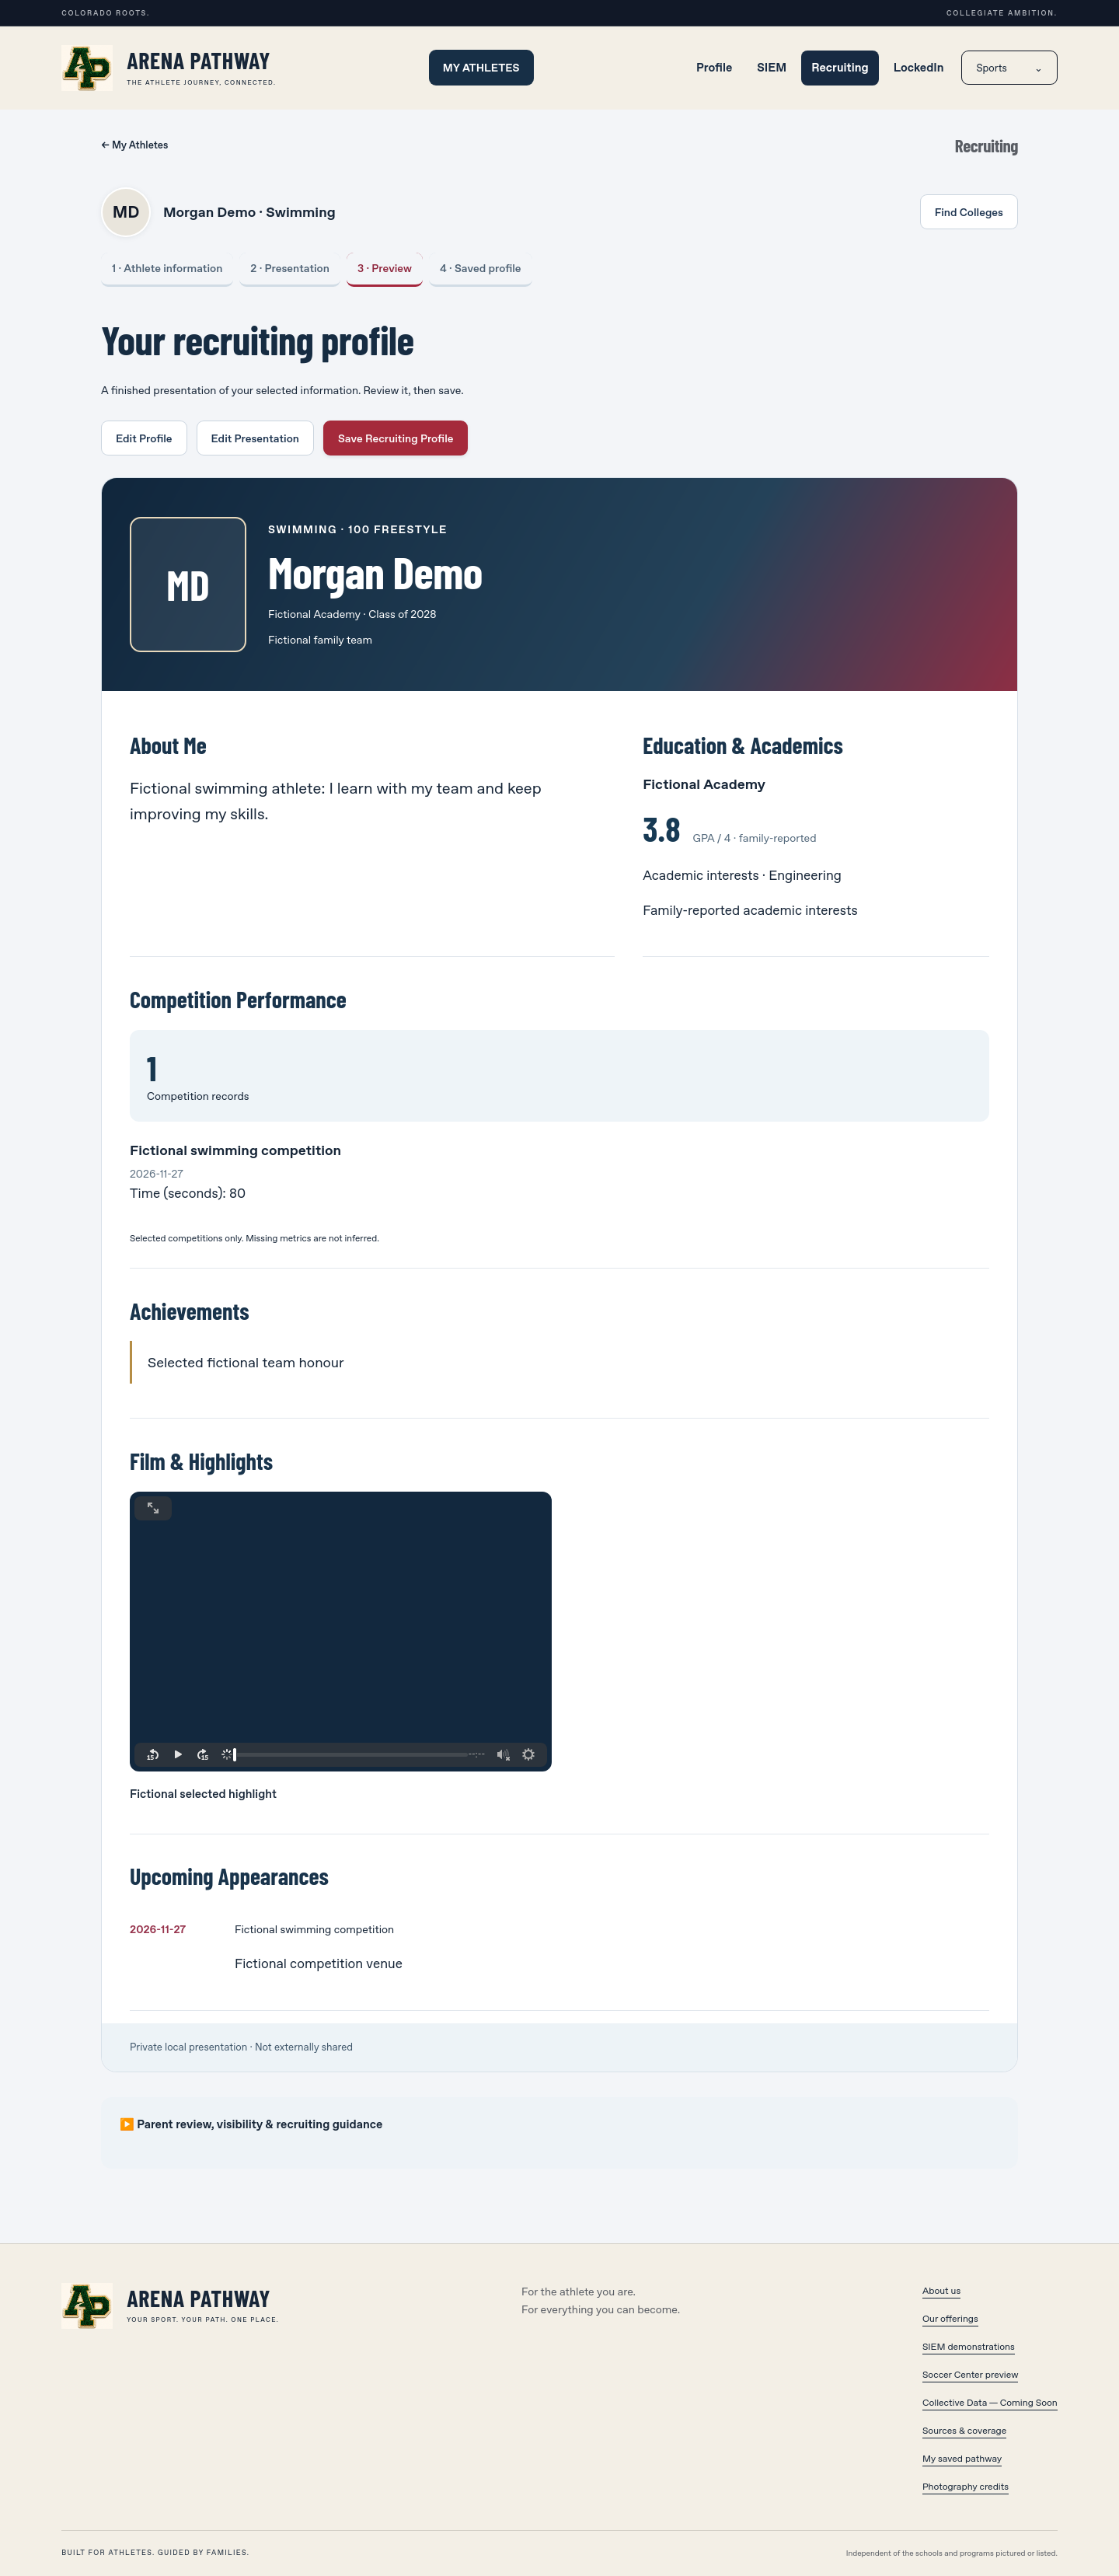 COLORADO ROOTS.
COLLEGIATE AMBITION.
AP
ARENA PATHWAY
THE ATHLETE JOURNEY, CONNECTED.
MY ATHLETES
Profile
SIEM
Recruiting
LockedIn
Sports
← My Athletes
Recruiting
MD
Morgan Demo · Swimming
Find Colleges
1 · Athlete information
2 · Presentation
3 · Preview
4 · Saved profile
Your recruiting profile
A finished presentation of your selected information. Review it, then save.
Edit Profile
Edit Presentation
Save Recruiting Profile
MD
SWIMMING · 100 FREESTYLE
Morgan Demo
Fictional Academy · Class of 2028
Fictional family team
About Me
Fictional swimming athlete: I learn with my team and keep
improving my skills.
Education & Academics
Fictional Academy
3.8 GPA / 4 · family-reported
Academic interests · Engineering
Family-reported academic interests
Competition Performance
1
Competition records
Fictional swimming competition
2026-11-27
Time (seconds): 80
Selected competitions only. Missing metrics are not inferred.
Achievements
Selected fictional team honour
Film & Highlights
15
15
--:--
Fictional selected highlight
Upcoming Appearances
2026-11-27
Fictional swimming competition
Fictional competition venue
Private local presentation · Not externally shared
Parent review, visibility & recruiting guidance
AP
ARENA PATHWAY
YOUR SPORT. YOUR PATH. ONE PLACE.
For the athlete you are.
For everything you can become.
About us
Our offerings
SIEM demonstrations
Soccer Center preview
Collective Data — Coming Soon
Sources & coverage
My saved pathway
Photography credits
BUILT FOR ATHLETES. GUIDED BY FAMILIES.
Independent of the schools and programs pictured or listed.